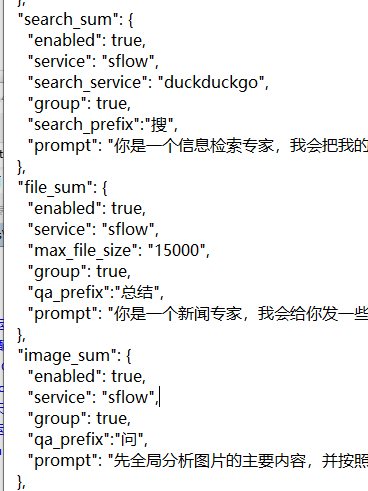 },
"search_sum": {
"enabled": true,
"service": "sflow",
"search_service": "duckduckgo",
"group": true,
"search_prefix":"搜",
"prompt": "你是一个信息检索专家，我会把我的
},
"file_sum": {
"enabled": true,
"service": "sflow",
"max_file_size": "15000",
"group": true,
"qa_prefix":"总结",
"prompt": "你是一个新闻专家，我会给你发一些
},
"image_sum": {
"enabled": true,
"service": "sflow",
"group": true,
"qa_prefix":"问",
"prompt": "先全局分析图片的主要内容，并按照
},